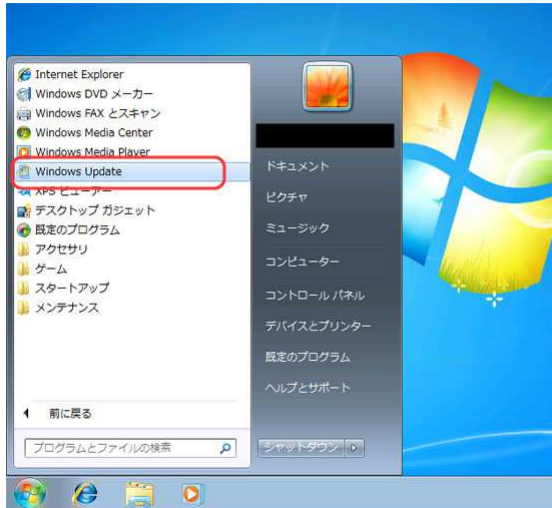 Internet Explorer
Windows DVD メーカー
Windows FAX とスキャン
Windows Media Center
Windows Media Player
Windows Update
XPS ビューアー
デスクトップ ガジェット
既定のプログラム
アクセサリ
ゲーム
スタートアップ
メンテナンス
前に戻る
プログラムとファイルの検索
ドキュメント
ピクチャ
ミュージック
コンピューター
コントロール パネル
デバイスとプリンター
既定のプログラム
ヘルプとサポート
シャットダウン